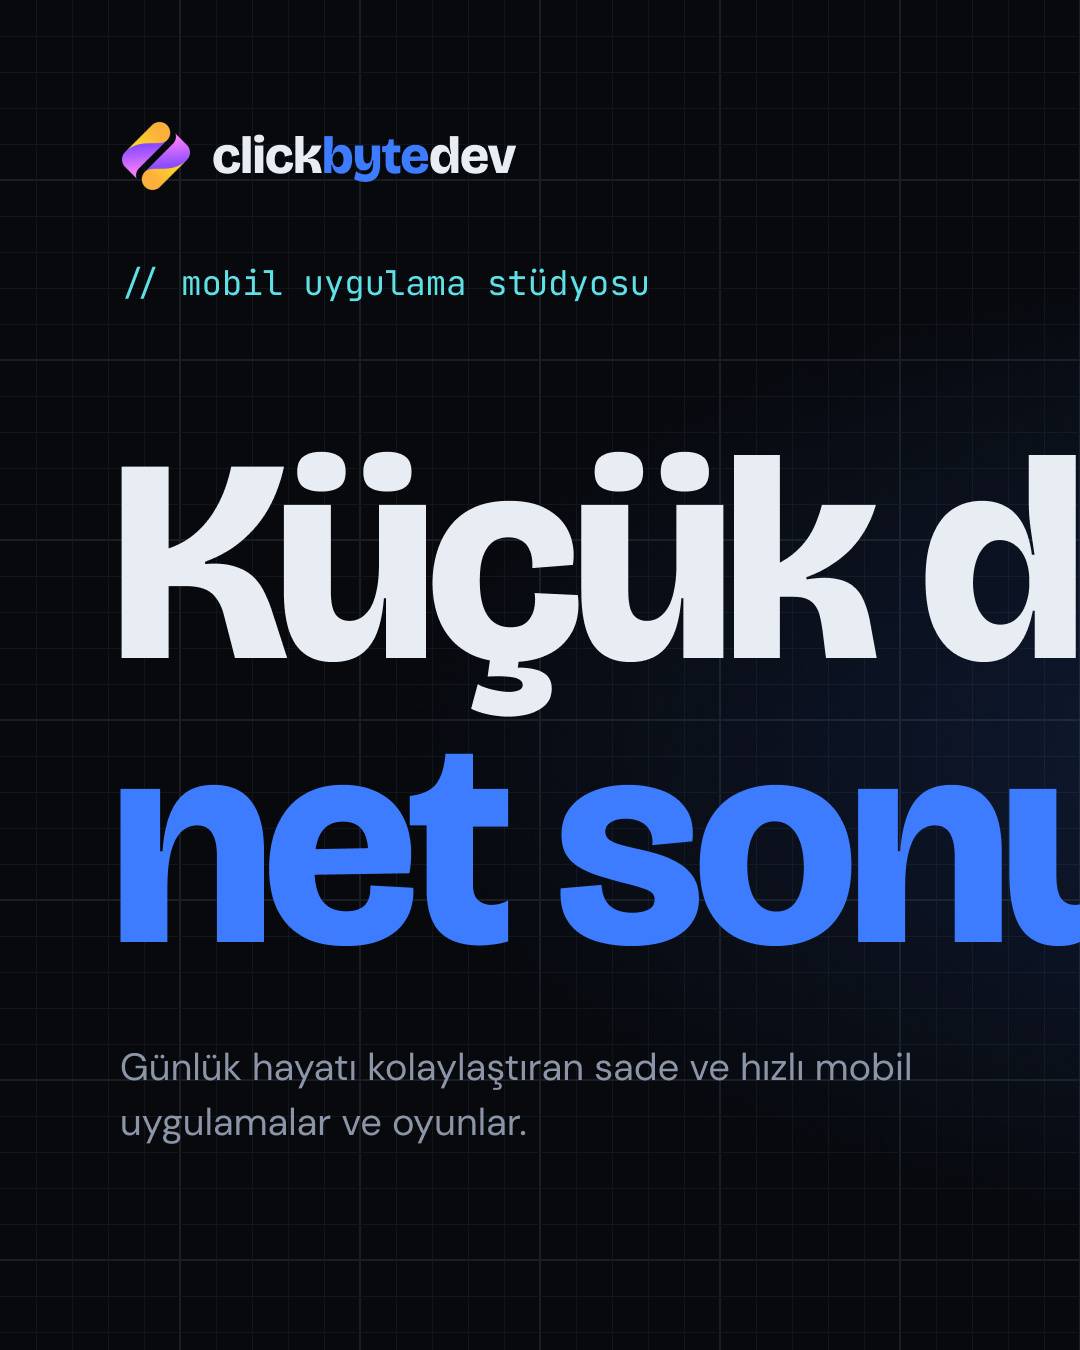 clickbytedev
// mobil uygulama stüdyosu
Küçük d
net sonu
Günlük hayatı kolaylaştıran sade ve hızlı mobil
uygulamalar ve oyunlar.